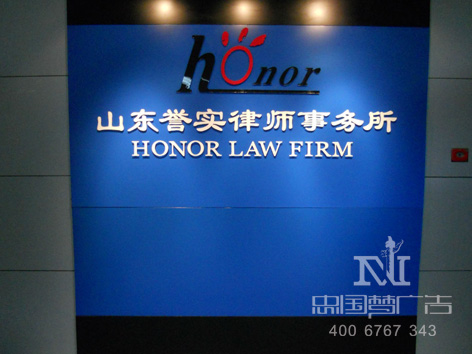 honor
山东誉实律师事务所
HONOR LAW FIRM
忠国梦广告
400 6767 343